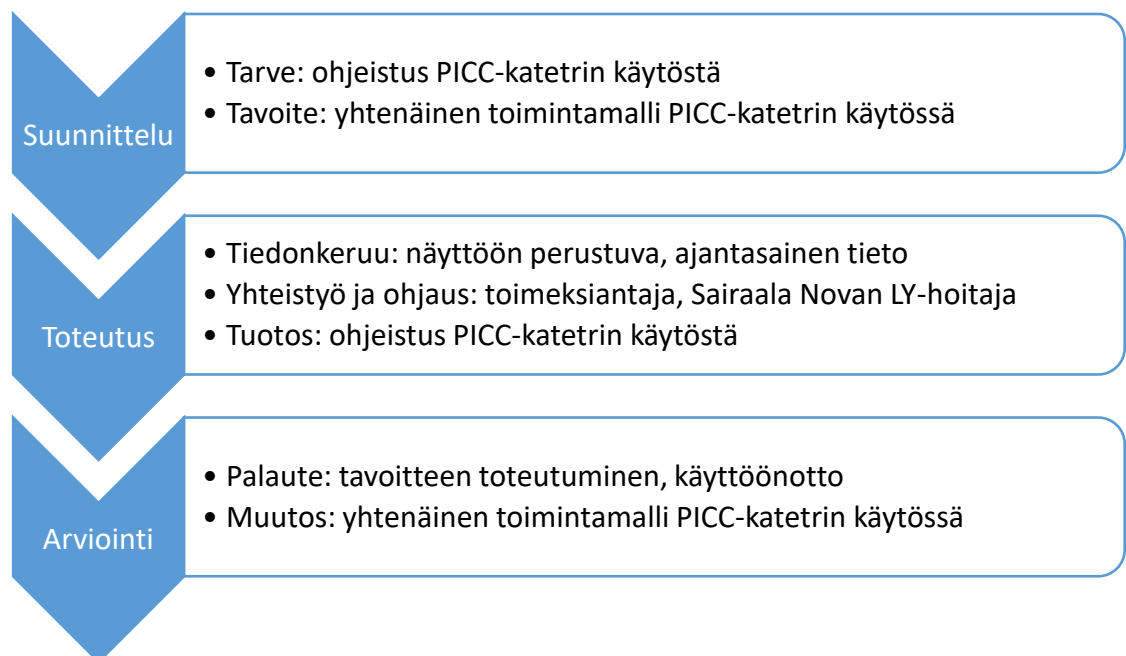 Suunnittelu
• Tarve: ohjeistus PICC-katetrin käytöstä
• Tavoite: yhtenäinen toimintamalli PICC-katetrin käytössä
Toteutus
• Tiedonkeruu: näyttöön perustuva, ajantasainen tieto
• Yhteistyö ja ohjaus: toimeksiantaja, Sairaala Novan LY-hoitaja
• Tuotos: ohjeistus PICC-katetrin käytöstä
Arviointi
• Palaute: tavoitteen toteutuminen, käyttöönotto
• Muutos: yhtenäinen toimintamalli PICC-katetrin käytössä